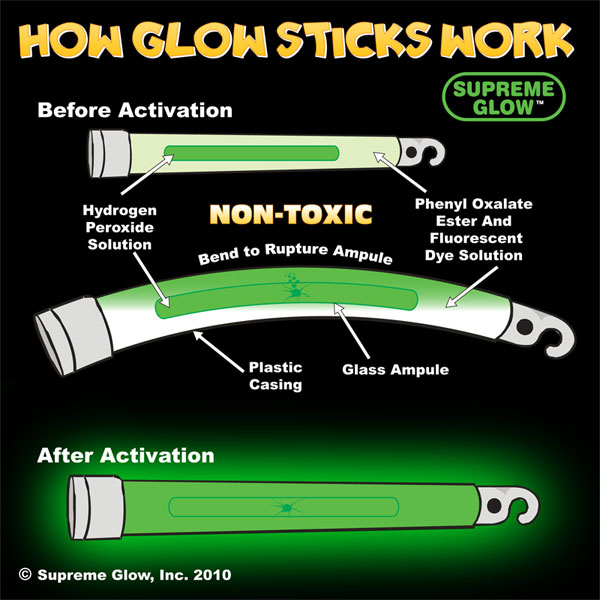 HOW GLOW STICKS WORK
SUPREME
GLOW™
Before Activation
Hydrogen
Peroxide
Solution
NON-TOXIC
Phenyl Oxalate
Ester And
Fluorescent
Dye Solution
Bend to Rupture Ampule
Plastic
Casing
Glass Ampule
After Activation
© Supreme Glow, Inc. 2010